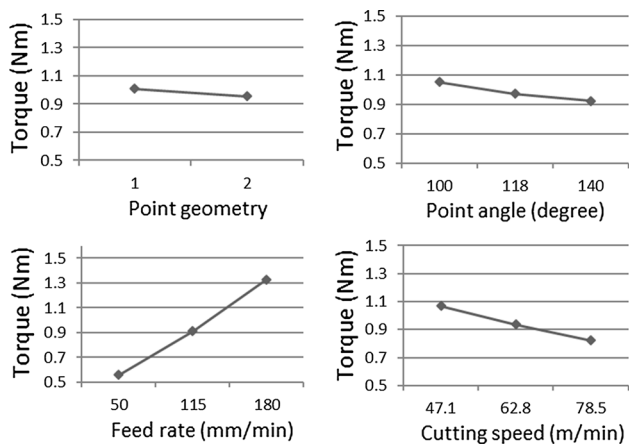 Torque (Nm)
1.5
1.3
1.1
0.9
0.7
0.5
1 2
Point geometry
Torque (Nm)
1.5
1.3
1.1
0.9
0.7
0.5
100 118 140
Point angle (degree)
Torque (Nm)
1.5
1.3
1.1
0.9
0.7
0.5
50 115 180
Feed rate (mm/min)
Torque (Nm)
1.5
1.3
1.1
0.9
0.7
0.5
47.1 62.8 78.5
Cutting speed (m/min)